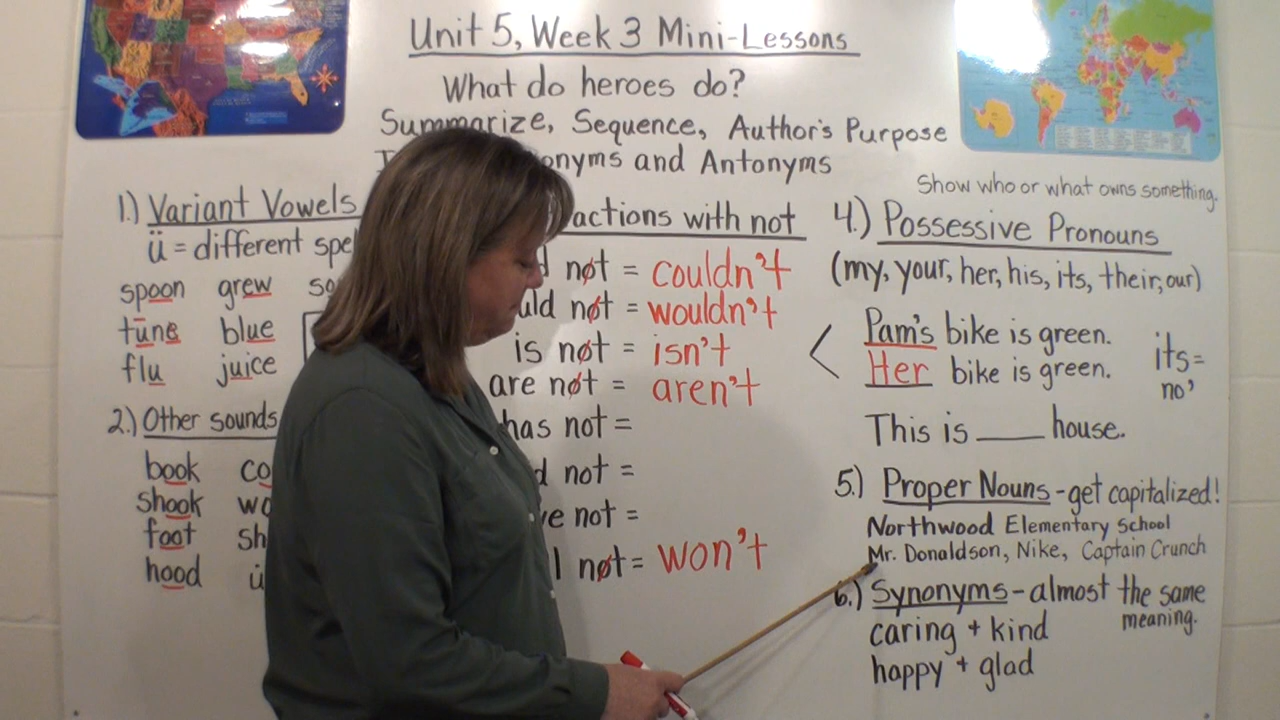 Unit 5, Week 3 Mini-Lessons
What do heroes do?
Summarize, Sequence, Author's Purpose
and Antonyms
1.) Variant Vowels
ü = different
spoon grew
tune blue
flu juice
2.) Other sounds
book
shook
foot
hood
with not
not = couldn't
not = wouldn't
is not = isn't
are not = aren't
has not =
not =
not =
not = won't
Show who or what owns something.
4.) Possessive Pronouns
(my, your, her, his, its, their, our)
Pam's bike is green.
Her bike is green.
its =
no'
This is ____ house.
5.) Proper Nouns - get capitalized!
Northwood Elementary School
Mr. Donaldson, Nike, Captain Crunch
6.) Synonyms - almost the same
meaning.
caring + kind
happy + glad